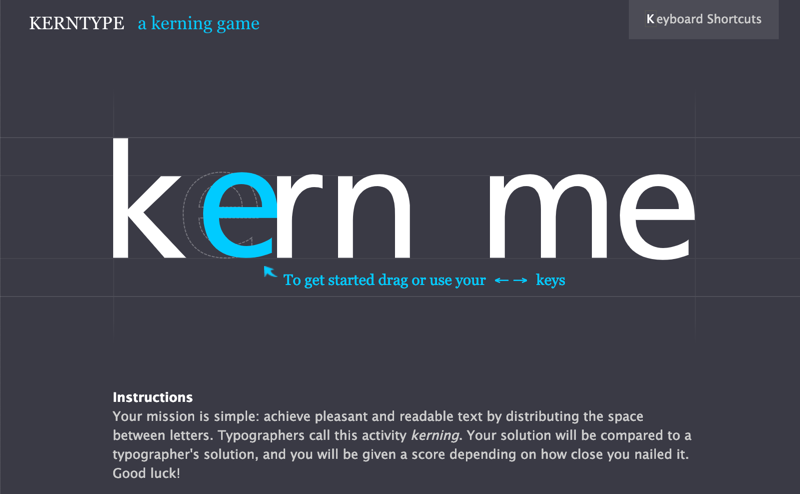 KERNTYPE a kerning game
Keyboard Shortcuts
kern me
To get started drag or use your ←→ keys
Instructions
Your mission is simple: achieve pleasant and readable text by distributing the space
between letters. Typographers call this activity kerning. Your solution will be compared to a
typographer's solution, and you will be given a score depending on how close you nailed it.
Good luck!